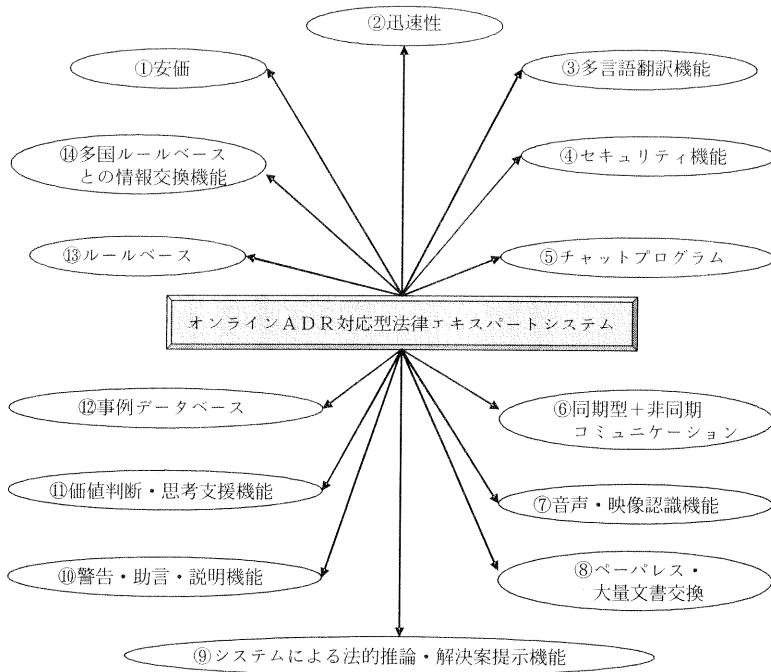 ②迅速性
①安価
③多言語翻訳機能
⑭多国ルールベース
との情報交換機能
④セキュリティ機能
⑬ルールベース
⑤チャットプログラム
オンラインADR対応型法律エキスパートシステム
⑫事例データベース
⑥同期型+非同期
コミュニケーション
⑪価値判断・思考支援機能
⑦音声・映像認識機能
⑩警告・助言・説明機能
⑧ペーパレス・
大量文書交換
⑨システムによる法的推論・解決案提示機能